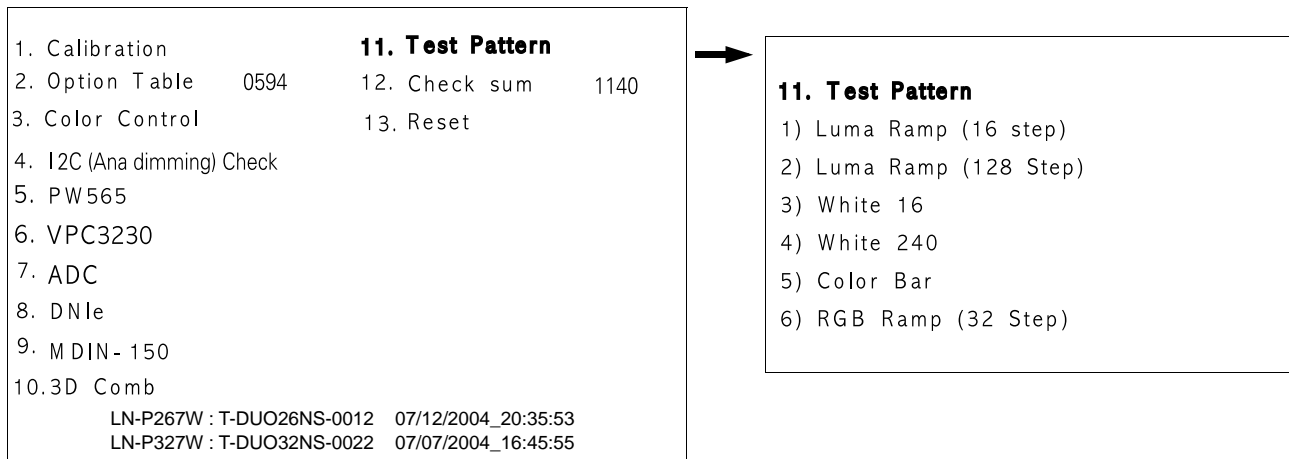 1. Calibration
2. Option Table 0594
3. Color Control
4. I2C (Ana dimming) Check
5. PW565
6. VPC3230
7. ADC
8. DNIe
9. MDIN-150
10.3D Comb
11. Test Pattern
12. Check sum 1140
13. Reset
LN-P267W : T-DUO26NS-0012 07/12/2004_20:35:53
LN-P327W : T-DUO32NS-0022 07/07/2004_16:45:55
11. Test Pattern
1) Luma Ramp (16 step)
2) Luma Ramp (128 Step)
3) White 16
4) White 240
5) Color Bar
6) RGB Ramp (32 Step)